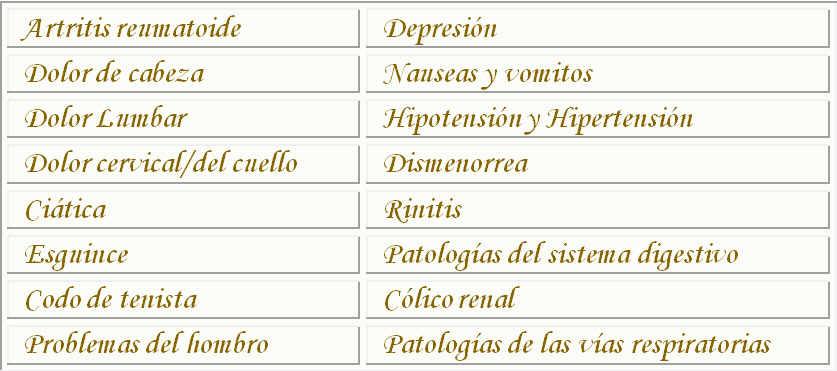 Artritis reumatoide
Depresión
Dolor de cabeza
Nauseas y vomitos
Dolor Lumbar
Hipotensión y Hipertensión
Dolor cervical/del cuello
Dismenorrea
Ciática
Rinitis
Esguince
Patologías del sistema digestivo
Codo de tenista
Cólico renal
Problemas del hombro
Patologías de las vías respiratorias